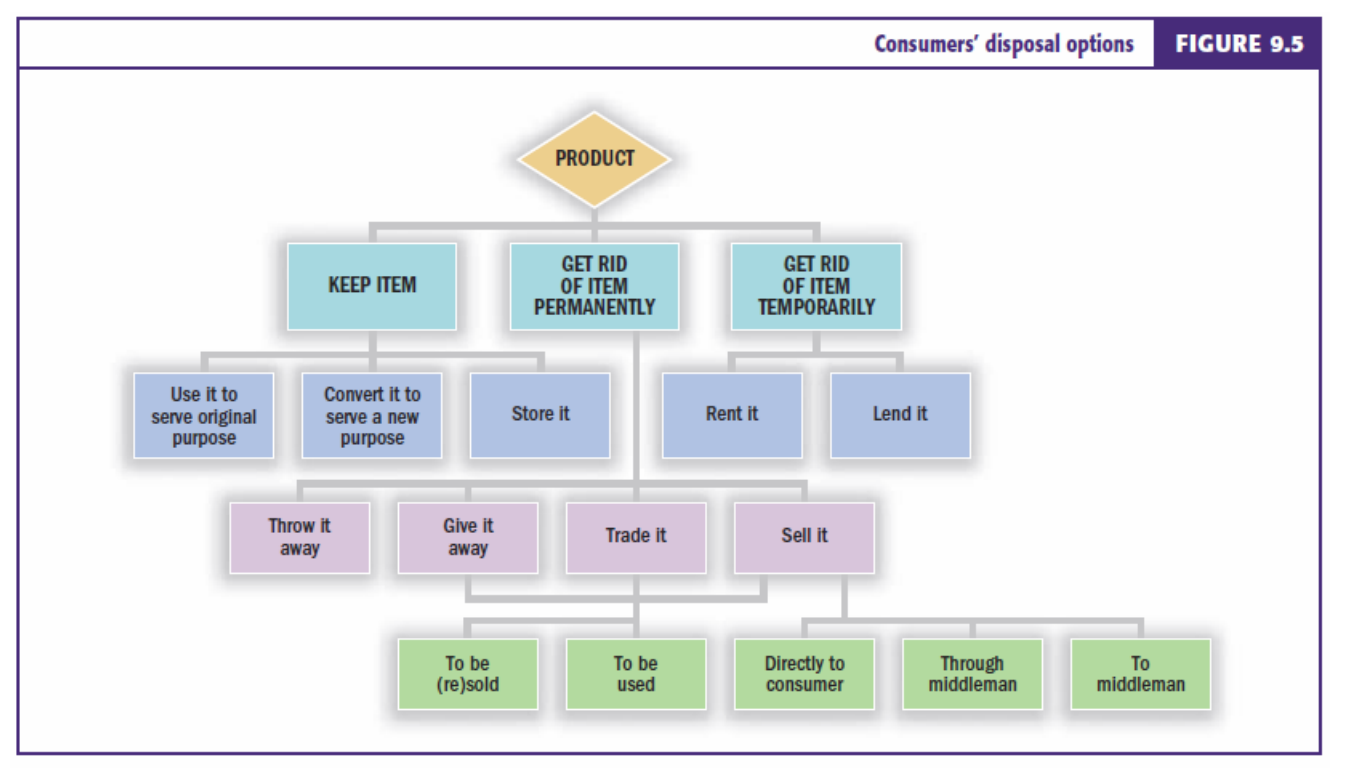 Consumers' disposal options FIGURE 9.5
PRODUCT
KEEP ITEM
GET RID
OF ITEM
PERMANENTLY
GET RID
OF ITEM
TEMPORARILY
Use it to
serve original
purpose
Convert it to
serve a new
purpose
Store it
Rent it
Lend it
Throw it
away
Give it
away
Trade it
Sell it
To be
(re)sold
To be
used
Directly to
consumer
Through
middleman
To
middleman